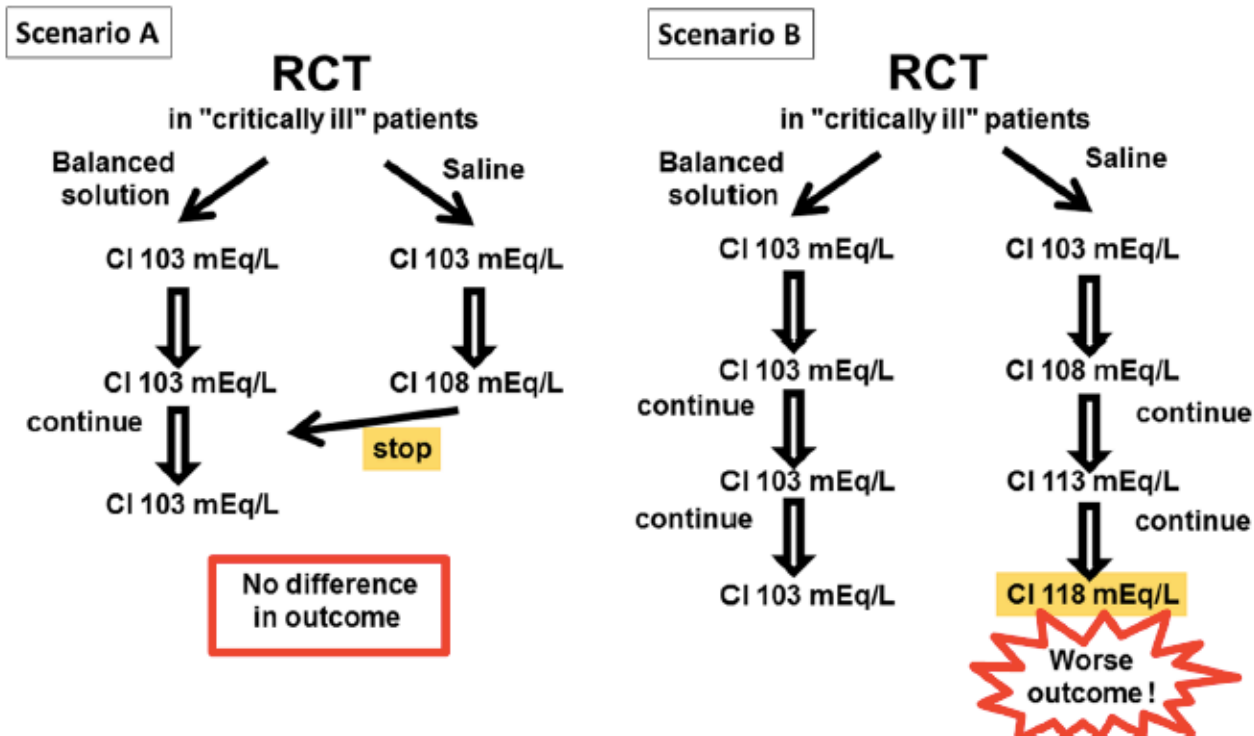 Scenario A
RCT
in "critically ill" patients
Balanced
solution
Saline
Cl 103 mEq/L
Cl 103 mEq/L
Cl 103 mEq/L
Cl 108 mEq/L
continue
stop
Cl 103 mEq/L
No difference
in outcome
Scenario B
RCT
in "critically ill" patients
Balanced
solution
Saline
Cl 103 mEq/L
Cl 103 mEq/L
Cl 103 mEq/L
Cl 108 mEq/L
continue
continue
Cl 103 mEq/L
Cl 113 mEq/L
continue
continue
Cl 103 mEq/L
Cl 118 mEq/L
Worse
outcome !